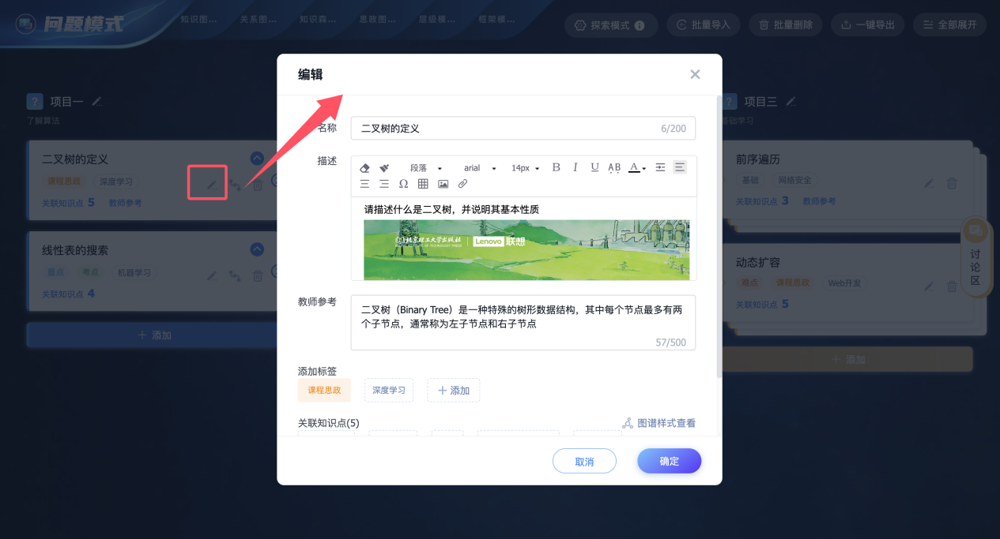 问题模式
知识图...
关系图...
知识森...
思政图...
层级模...
框架模...
探索模式
批量导入
批量删除
一键导出
全部展开
? 项目一
了解算法
二叉树的定义
课程思政 深度学习
关联知识点 5 教师参考
线性表的搜索
重点 考点 机器学习
关联知识点 4
+ 添加
编辑
名称 二叉树的定义 6/200
描述
段落 arial 14px B I U AB A
Ω
请描述什么是二叉树，并说明其基本性质
北京理工大学出版社 Lenovo 联想
教师参考
二叉树（Binary Tree）是一种特殊的树形数据结构，其中每个节点最多有两
个子节点，通常称为左子节点和右子节点
57/500
添加标签
课程思政 深度学习 + 添加
关联知识点(5) 图谱样式查看
取消 确定
? 项目三
基础学习
前序遍历
基础 网络安全
关联知识点 3 教师参考
动态扩容
难点 课程思政 Web开发
关联知识点 5
+ 添加
讨论区